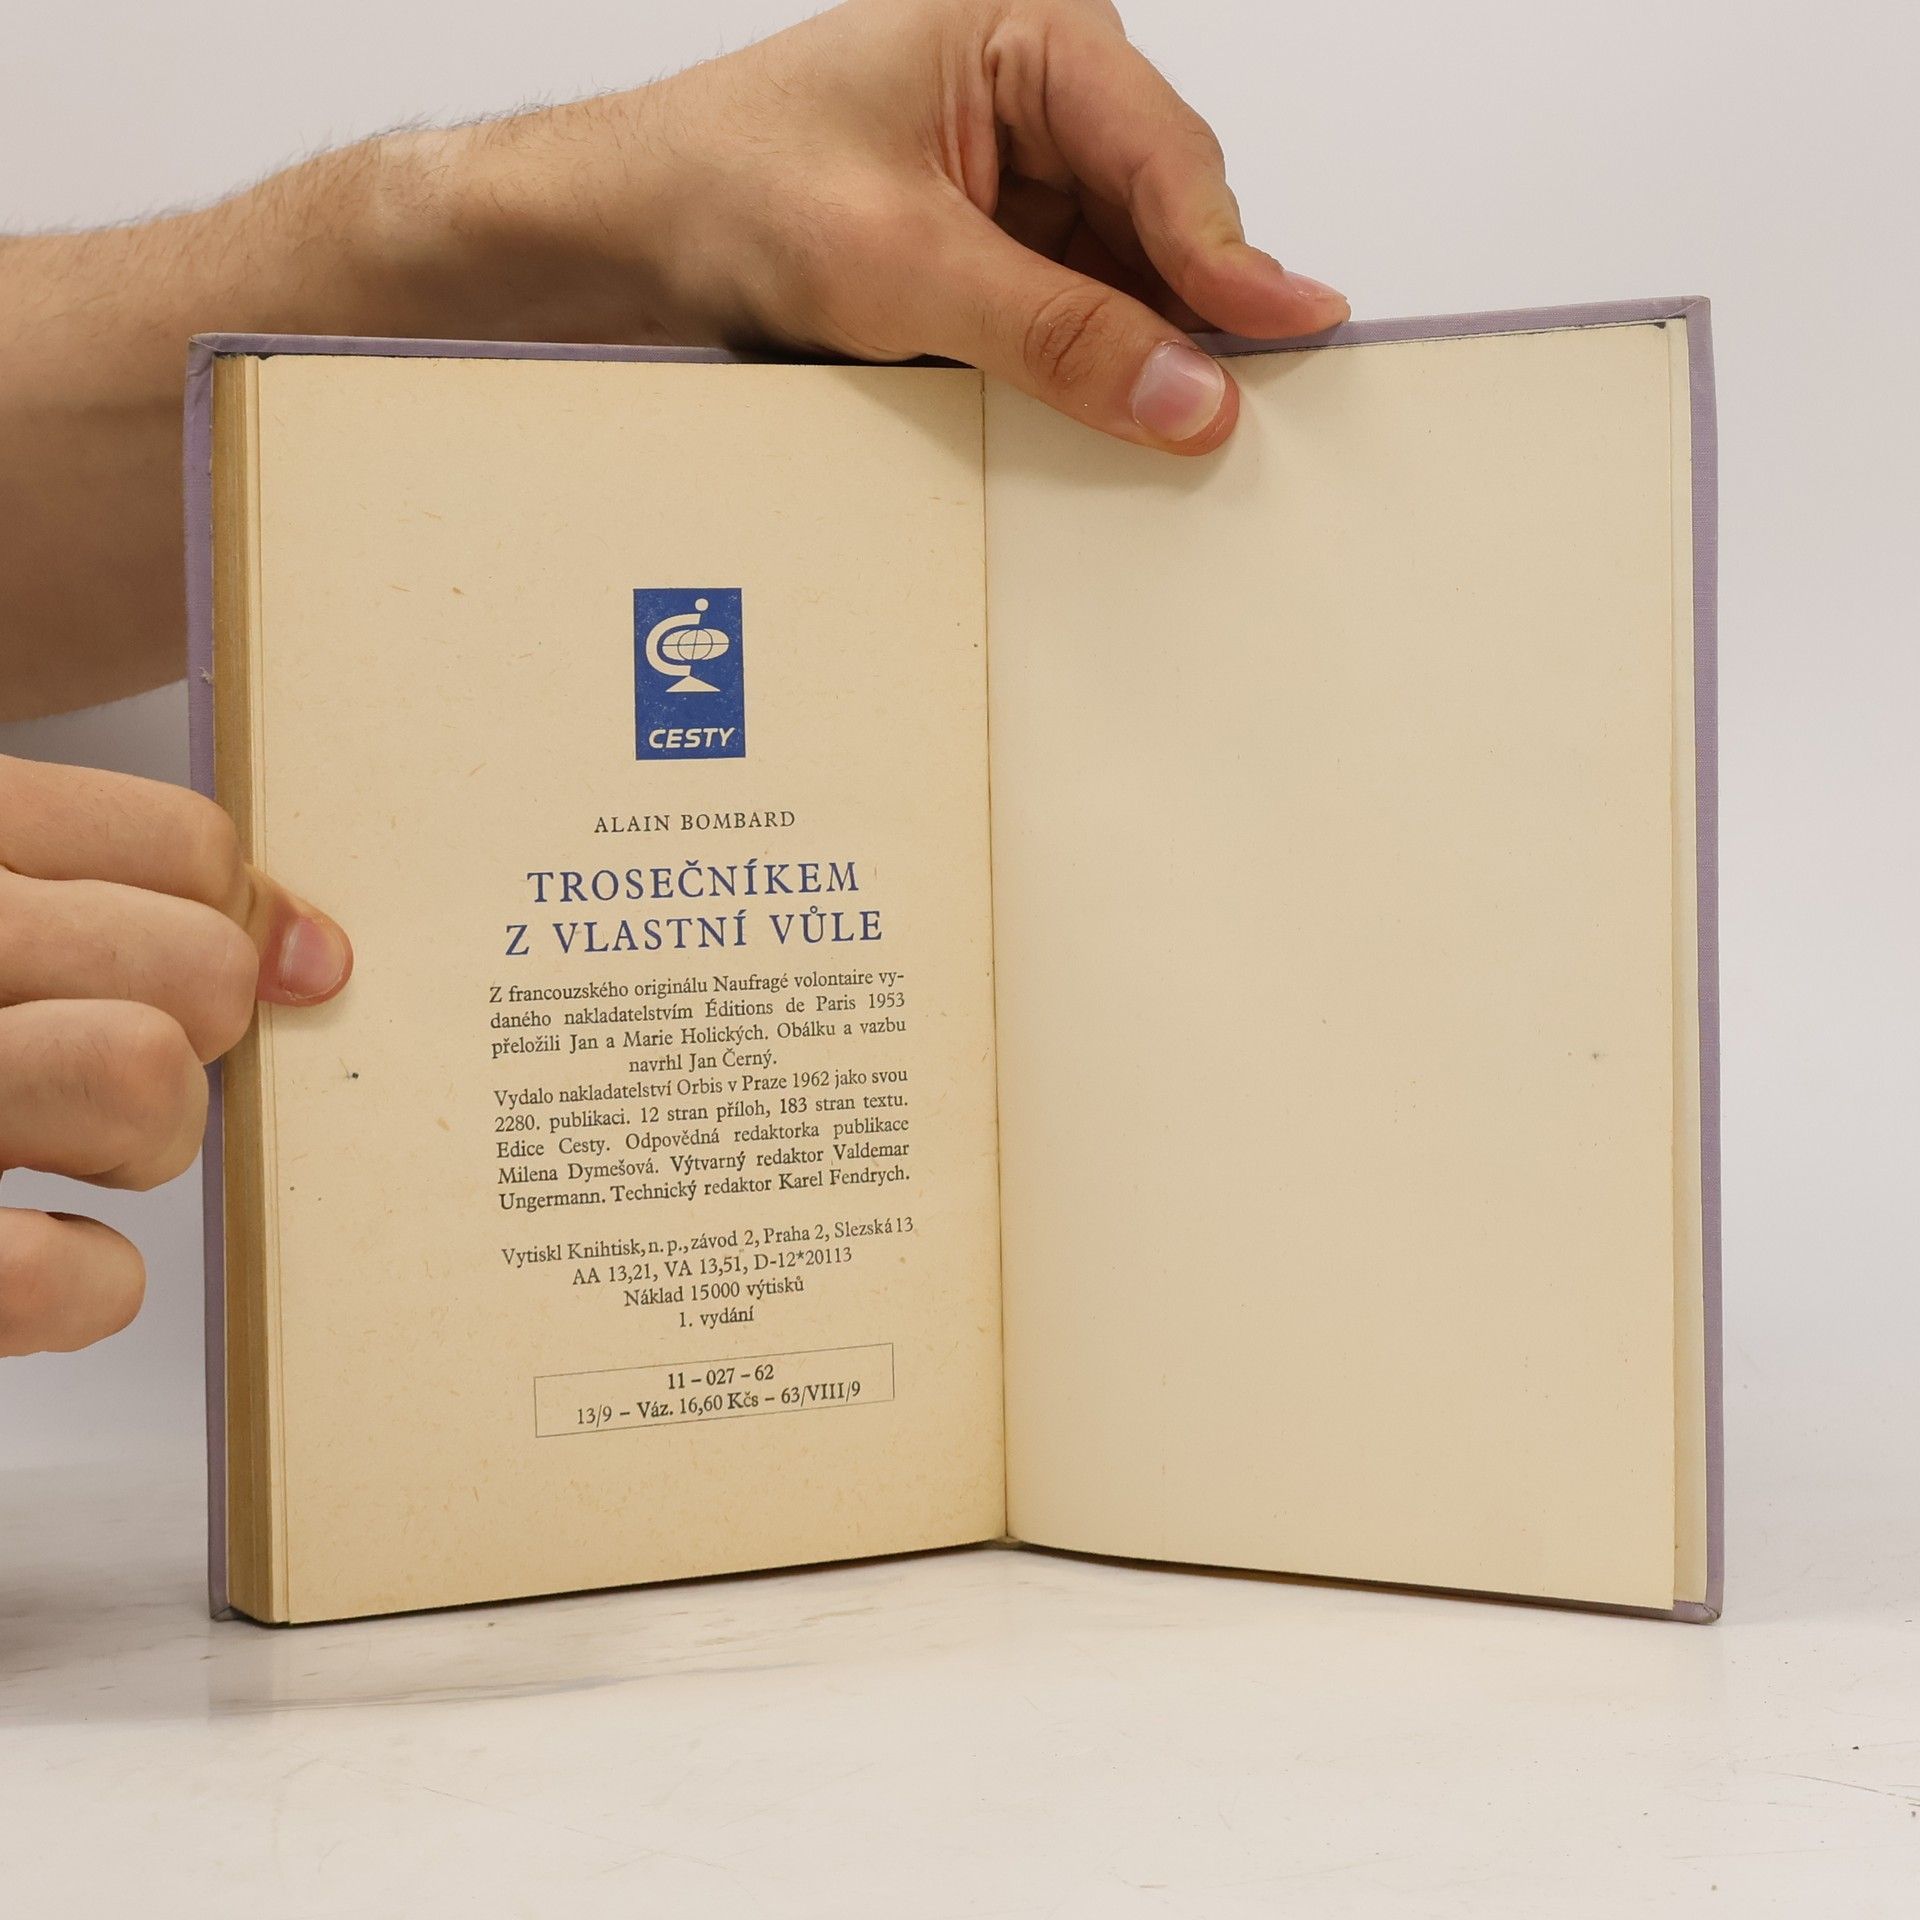 CESTY
ALAIN BOMBARD
TROSEČNÍKEM
Z VLASTNÍ VŮLE
Z francouzského originálu Naufragé volontaire vy-
daného nakladatelstvím Éditions de Paris 1953
přeložili Jan a Marie Holických. Obálku a vazbu
navrhl Jan Černý.
Vydalo nakladatelství Orbis v Praze 1962 jako svou
2280. publikaci. 12 stran příloh, 183 stran textu.
Edice Cesty. Odpovědná redaktorka publikace
Milena Dymešová. Výtvarný redaktor Valdemar
Ungermann. Technický redaktor Karel Fendrych.
Vytiskl Knihtisk, n. p., závod 2, Praha 2, Slezská 13
AA 13,21, VA 13,51, D-12*20113
Náklad 15000 výtisků
1. vydání
11 – 027 – 62
13/9 – Váz. 16,60 Kčs – 63/VIII/9